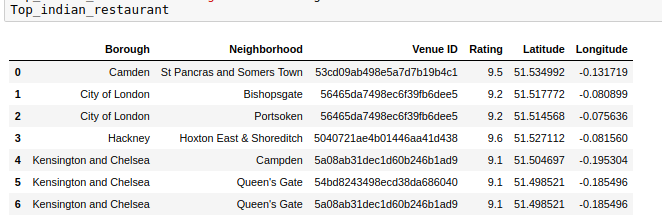 Top_indian_restaurant
Borough Neighborhood Venue ID Rating Latitude Longitude
0 Camden St Pancras and Somers Town 53cd09ab498e5a7d7b19b4c1 9.5 51.534992 -0.131719
1 City of London Bishopsgate 56465da7498ec6f39fb6dee5 9.2 51.517772 -0.080899
2 City of London Portsoken 56465da7498ec6f39fb6dee5 9.2 51.514568 -0.075636
3 Hackney Hoxton East & Shoreditch 5040721ae4b01446aa41d438 9.6 51.527112 -0.081560
4 Kensington and Chelsea Campden 5a08ab31dec1d60b246b1ad9 9.1 51.504697 -0.195304
5 Kensington and Chelsea Queen's Gate 54bd8243498ecd38da686040 9.1 51.498521 -0.185496
6 Kensington and Chelsea Queen's Gate 5a08ab31dec1d60b246b1ad9 9.1 51.498521 -0.185496